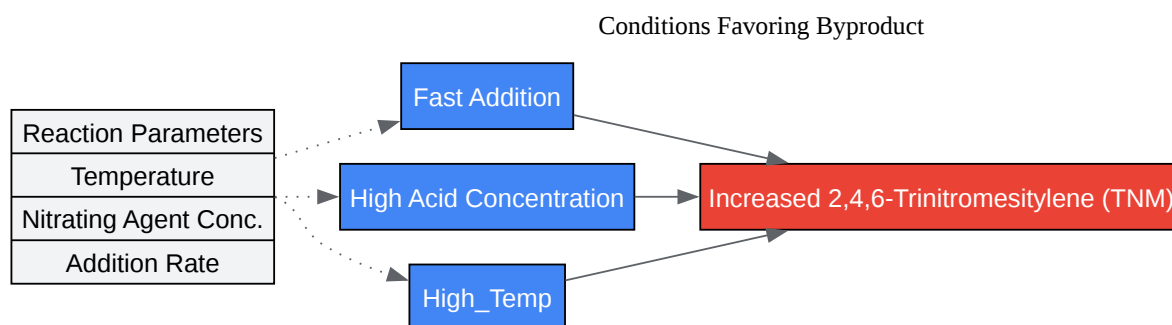 Conditions Favoring Byproduct
Reaction Parameters
Temperature
Nitrating Agent Conc.
Addition Rate
Fast Addition
High Acid Concentration
High_Temp
Increased 2,4,6-Trinitromesitylene (TNM)